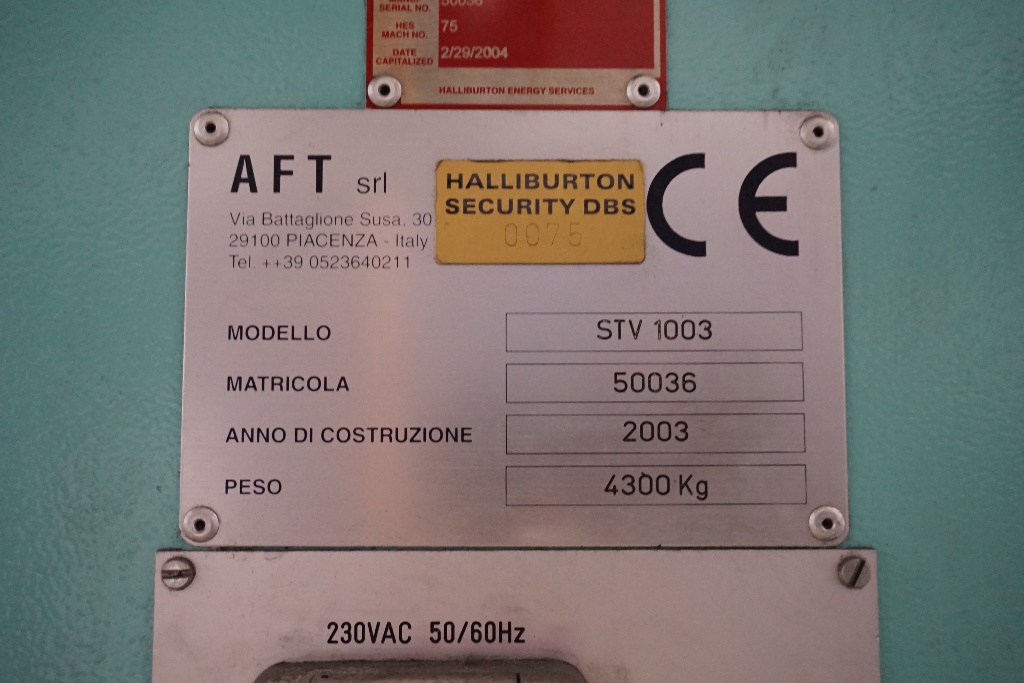 SERIAL NO. 50036
HES
MACH NO. 75
DATE
CAPITALIZED 2/29/2004
HALLIBURTON ENERGY SERVICES
AFT srl
Via Battaglione Susa, 30
29100 PIACENZA - Italy
Tel. ++39 0523640211
HALLIBURTON
SECURITY DBS
0075
CE
MODELLO STV 1003
MATRICOLA 50036
ANNO DI COSTRUZIONE 2003
PESO 4300 Kg
230VAC 50/60Hz